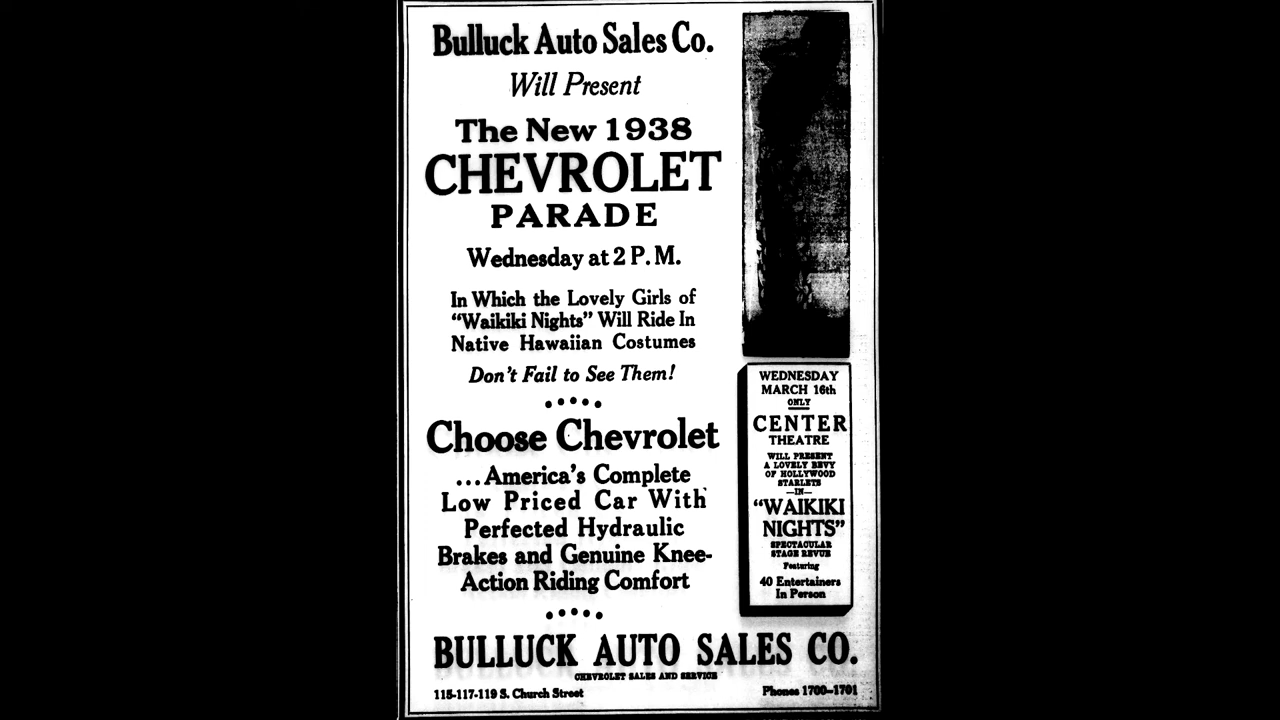 Bulluck Auto Sales Co.
Will Present
The New 1938
CHEVROLET
PARADE
Wednesday at 2 P. M.
In Which the Lovely Girls of
“Waikiki Nights” Will Ride In
Native Hawaiian Costumes
Don't Fail to See Them!
Choose Chevrolet
...America's Complete
Low Priced Car With
Perfected Hydraulic
Brakes and Genuine Knee-
Action Riding Comfort
WEDNESDAY
MARCH 16th
ONLY
CENTER
THEATRE
WILL PRESENT
A LOVELY BEVY
OF HOLLYWOOD
STARLETS
—IN—
“WAIKIKI
NIGHTS”
SPECTACULAR
STAGE REVUE
Featuring
40 Entertainers
In Person
BULLUCK AUTO SALES CO.
CHEVROLET SALES AND SERVICE
115-117-119 S. Church Street
Phones 1700-1701